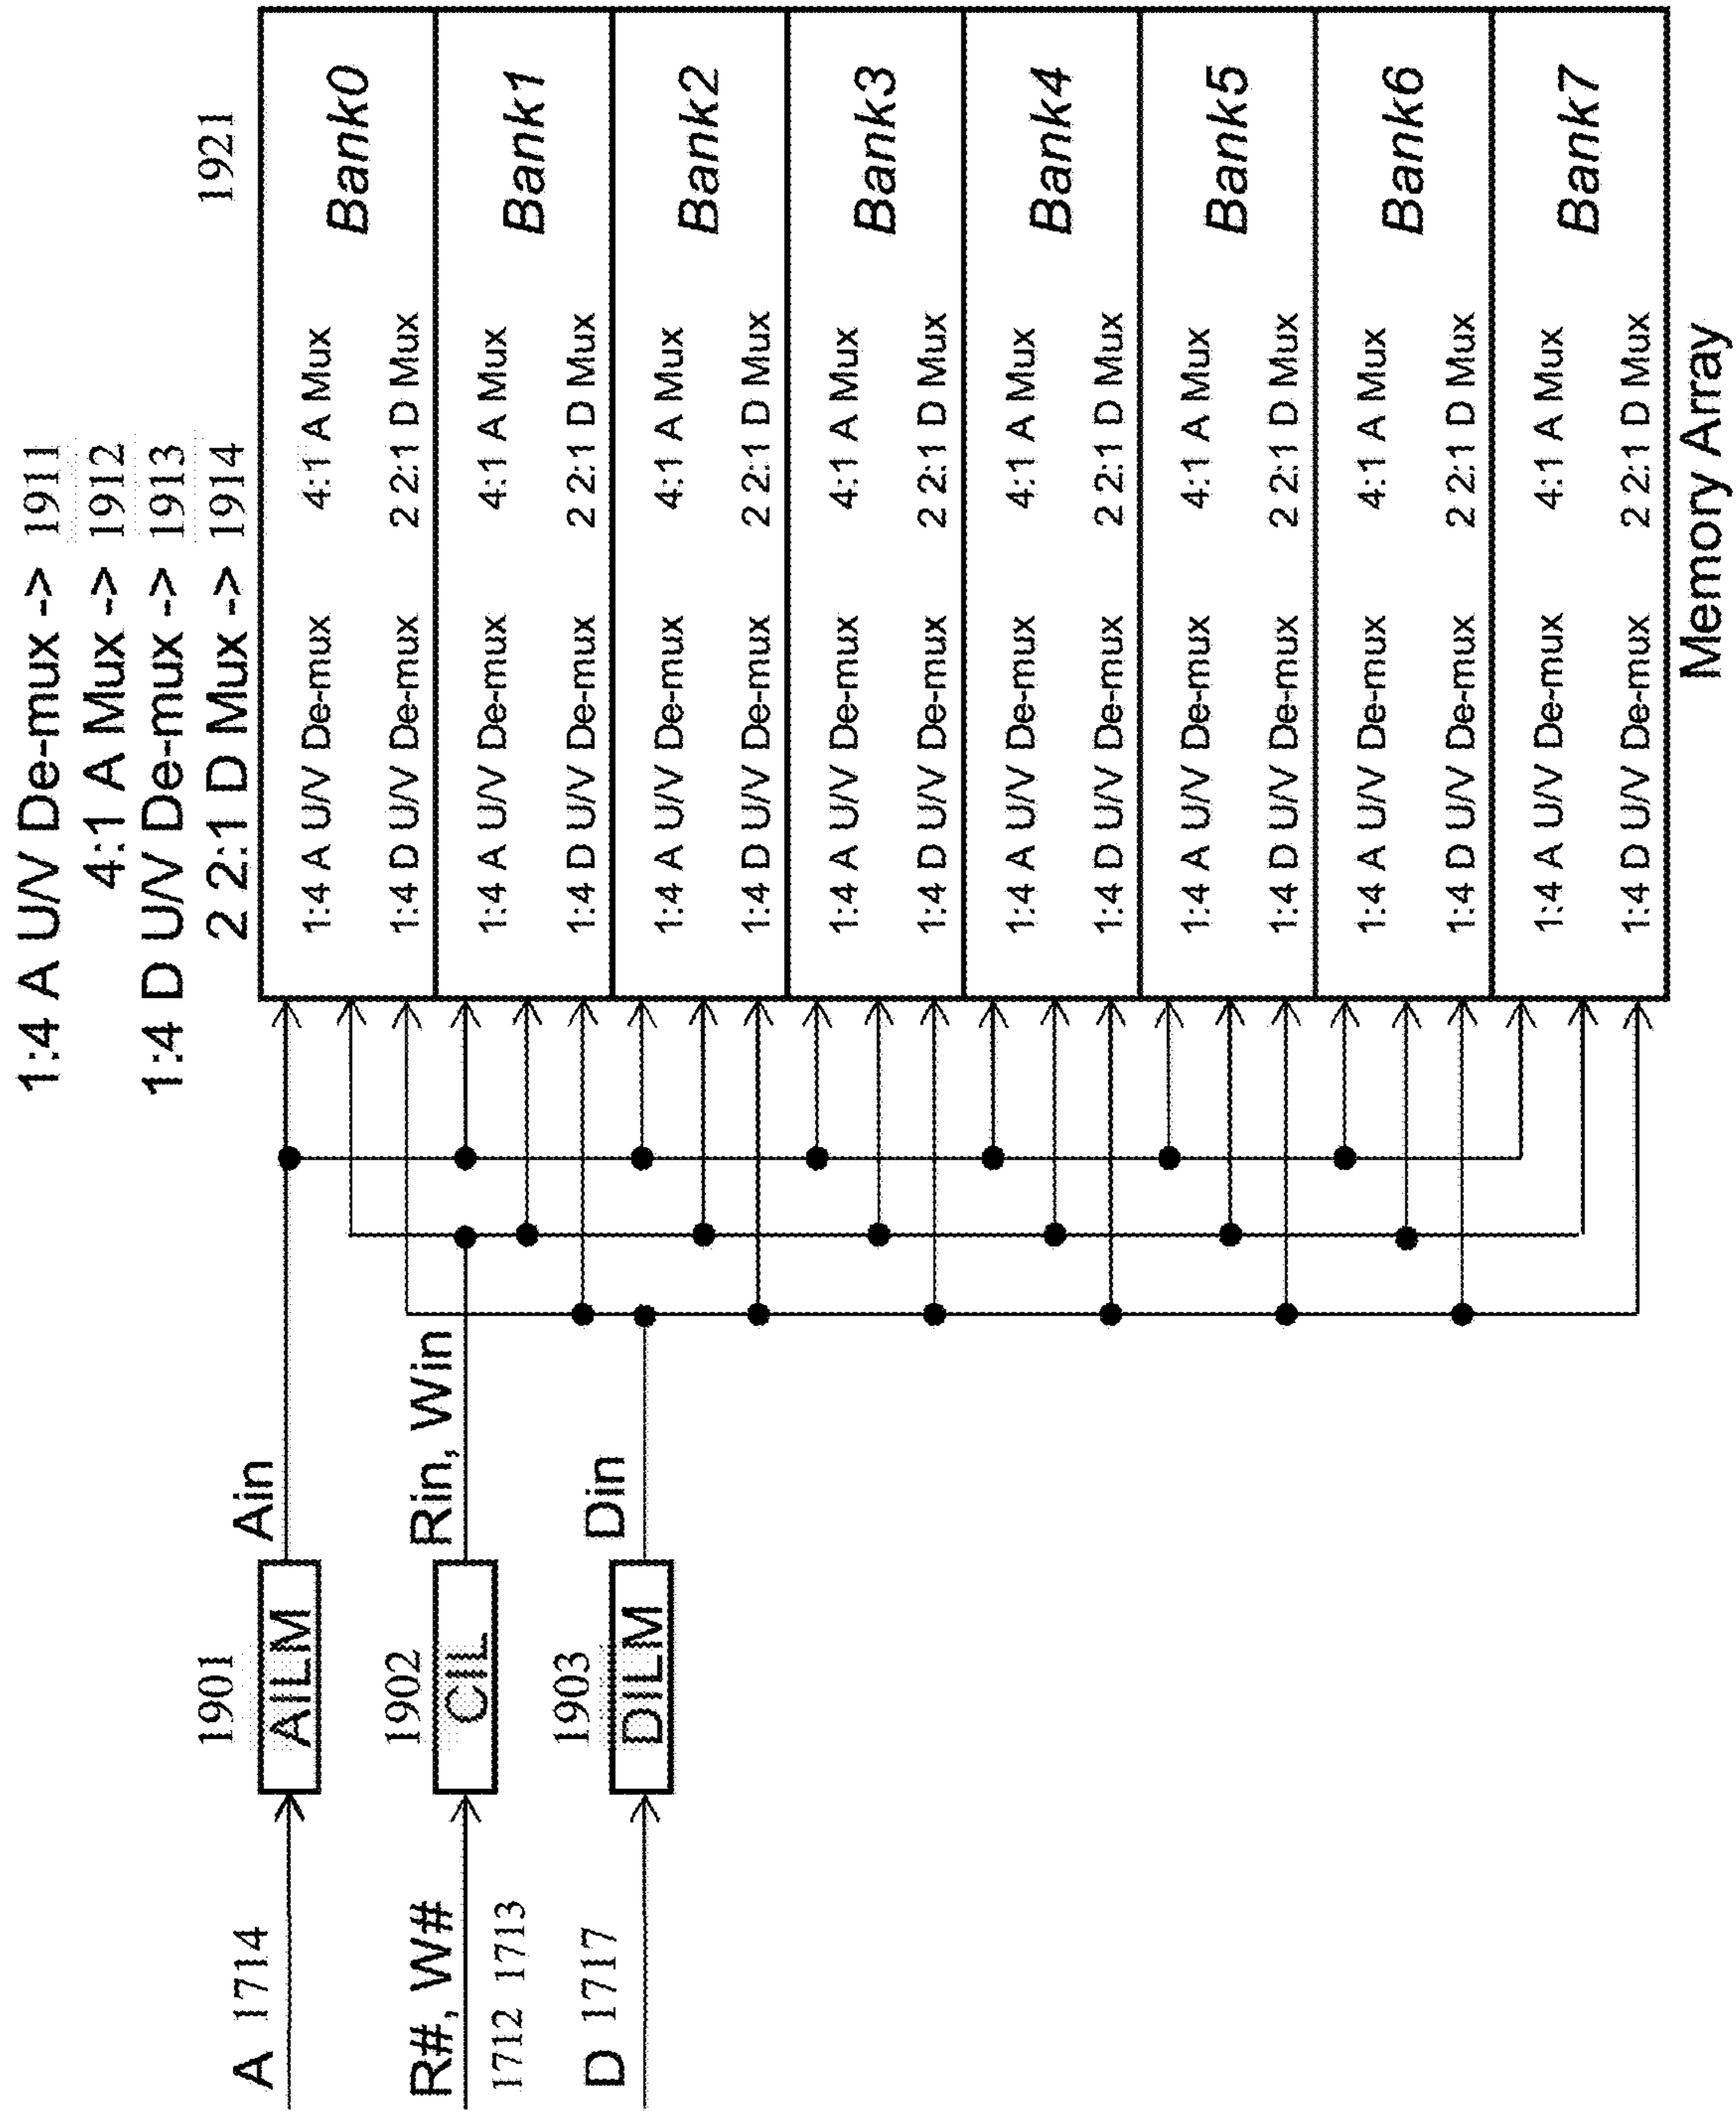 1:4 A U/V De-mux -> 1911
4:1 A Mux -> 1912
1:4 D U/V De-mux -> 1913
2 2:1 D Mux -> 1914
1921
A 1714
1901
AILM
Ain
R#, W#
1712 1713
1902
CIL
Rin, Win
D 1717
1903
DILM
Din
1:4 A U/V De-mux 4:1 A Mux
Bank0
1:4 D U/V De-mux 2 2:1 D Mux
1:4 A U/V De-mux 4:1 A Mux
Bank1
1:4 D U/V De-mux 2 2:1 D Mux
1:4 A U/V De-mux 4:1 A Mux
Bank2
1:4 D U/V De-mux 2 2:1 D Mux
1:4 A U/V De-mux 4:1 A Mux
Bank3
1:4 D U/V De-mux 2 2:1 D Mux
1:4 A U/V De-mux 4:1 A Mux
Bank4
1:4 D U/V De-mux 2 2:1 D Mux
1:4 A U/V De-mux 4:1 A Mux
Bank5
1:4 D U/V De-mux 2 2:1 D Mux
1:4 A U/V De-mux 4:1 A Mux
Bank6
1:4 D U/V De-mux 2 2:1 D Mux
1:4 A U/V De-mux 4:1 A Mux
Bank7
1:4 D U/V De-mux 2 2:1 D Mux
Memory Array